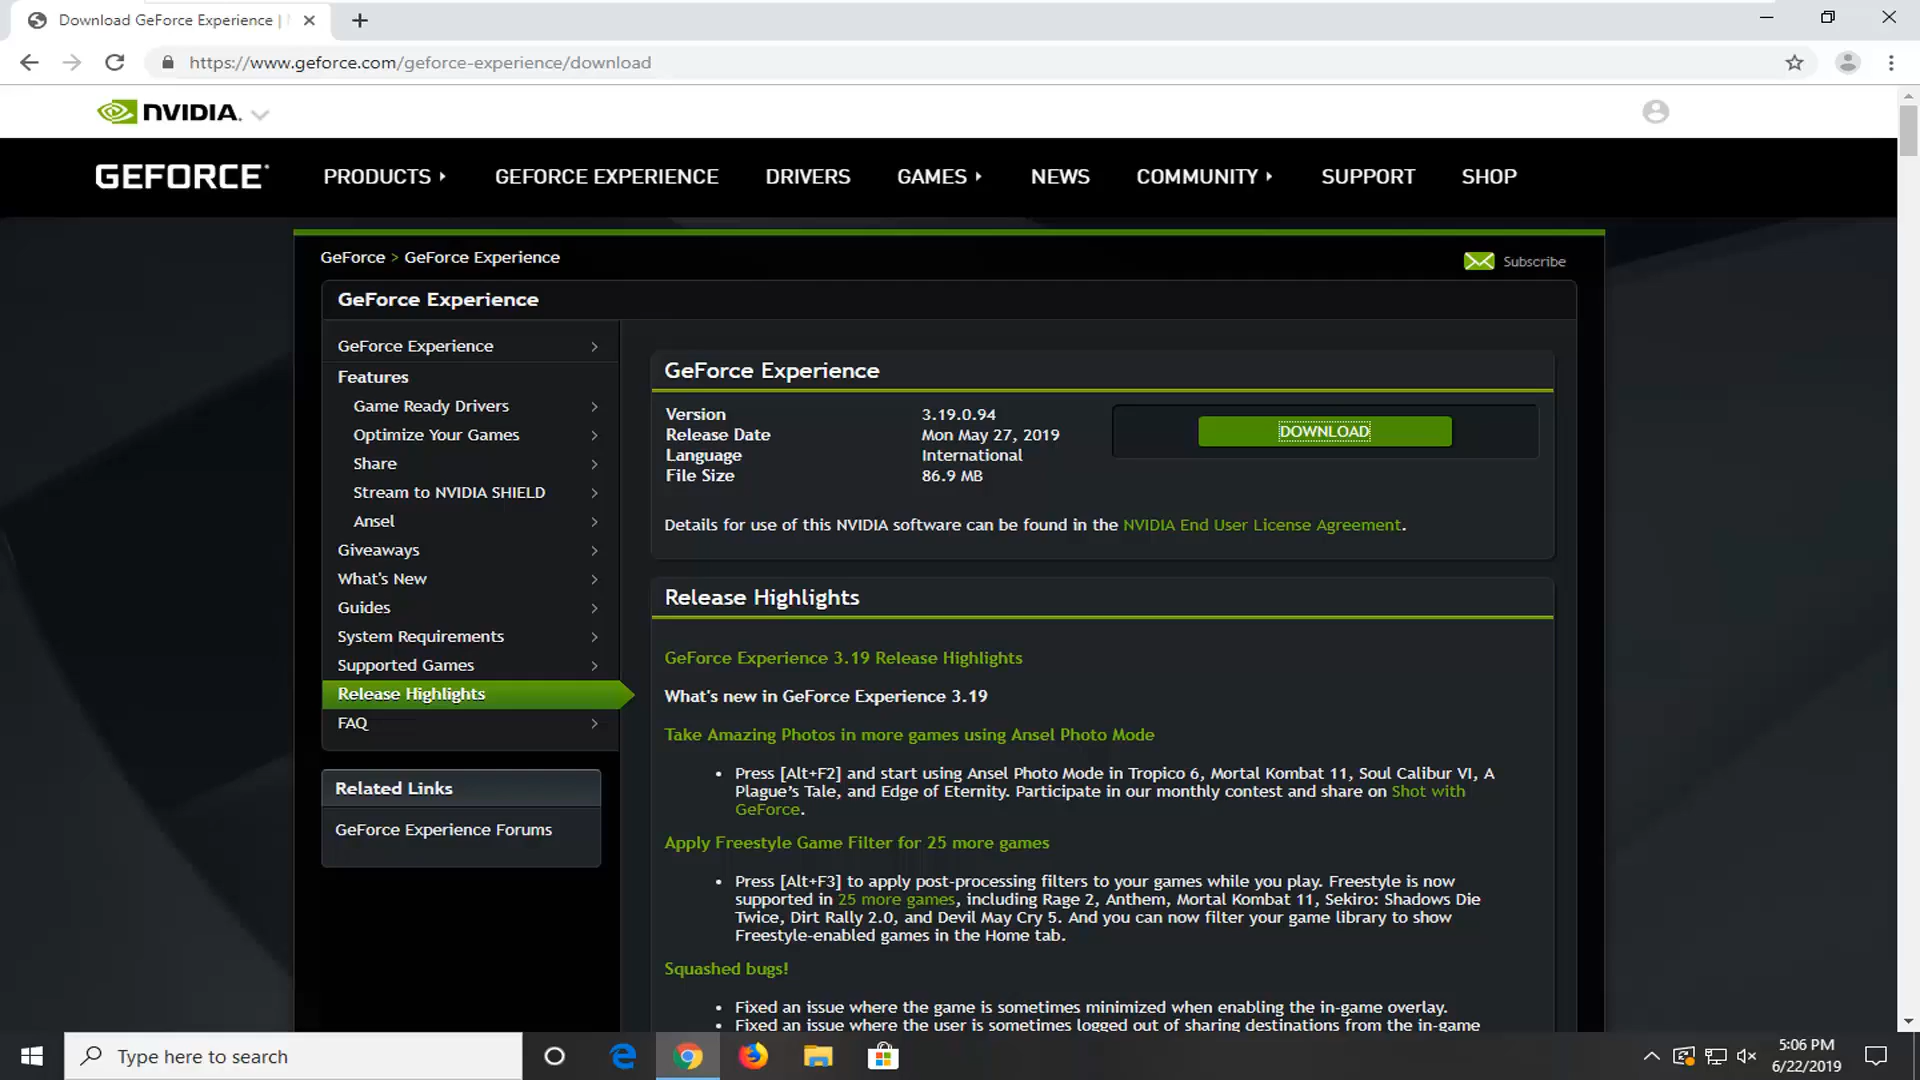 Download GeForce Experience |
https://www.geforce.com/geforce-experience/download
NVIDIA.
GEFORCE
PRODUCTS
GEFORCE EXPERIENCE
DRIVERS
GAMES
NEWS
COMMUNITY
SUPPORT
SHOP
GeForce > GeForce Experience
Subscribe
GeForce Experience
GeForce Experience
Features
Game Ready Drivers
Optimize Your Games
Share
Stream to NVIDIA SHIELD
Ansel
Giveaways
What's New
Guides
System Requirements
Supported Games
Release Highlights
FAQ
Related Links
GeForce Experience Forums
GeForce Experience
Version 3.19.0.94
Release Date Mon May 27, 2019
Language International
File Size 86.9 MB
DOWNLOAD
Details for use of this NVIDIA software can be found in the NVIDIA End User License Agreement.
Release Highlights
GeForce Experience 3.19 Release Highlights
What's new in GeForce Experience 3.19
Take Amazing Photos in more games using Ansel Photo Mode
• Press [Alt+F2] and start using Ansel Photo Mode in Tropico 6, Mortal Kombat 11, Soul Calibur VI, A
Plague’s Tale, and Edge of Eternity. Participate in our monthly contest and share on Shot with
GeForce.
Apply Freestyle Game Filter for 25 more games
• Press [Alt+F3] to apply post-processing filters to your games while you play. Freestyle is now
supported in 25 more games, including Rage 2, Anthem, Mortal Kombat 11, Sekiro: Shadows Die
Twice, Dirt Rally 2.0, and Devil May Cry 5. And you can now filter your game library to show
Freestyle-enabled games in the Home tab.
Squashed bugs!
• Fixed an issue where the game is sometimes minimized when enabling the in-game overlay.
• Fixed an issue where the user is sometimes logged out of sharing destinations from the in-game
Type here to search
5:06 PM
6/22/2019